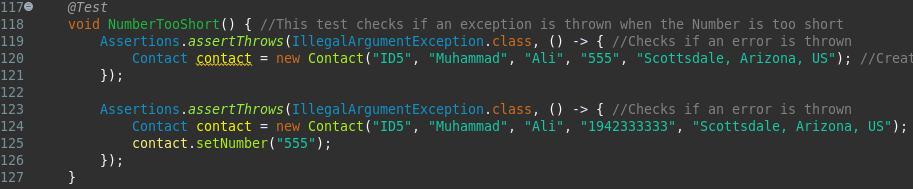 117 @Test
118 void NumberTooShort() { //This test checks if an exception is thrown when the Number is too short
119 Assertions.assertThrows(IllegalArgumentException.class, () -> { //Checks if an error is thrown
120 Contact contact = new Contact("ID5", "Muhammad", "Ali", "555", "Scottsdale, Arizona, US"); //Creat
121 });
122
123 Assertions.assertThrows(IllegalArgumentException.class, () -> { //Checks if an error is thrown
124 Contact contact = new Contact("ID5", "Muhammad", "Ali", "1942333333", "Scottsdale, Arizona, US");
125 contact.setNumber("555");
126 });
127 }